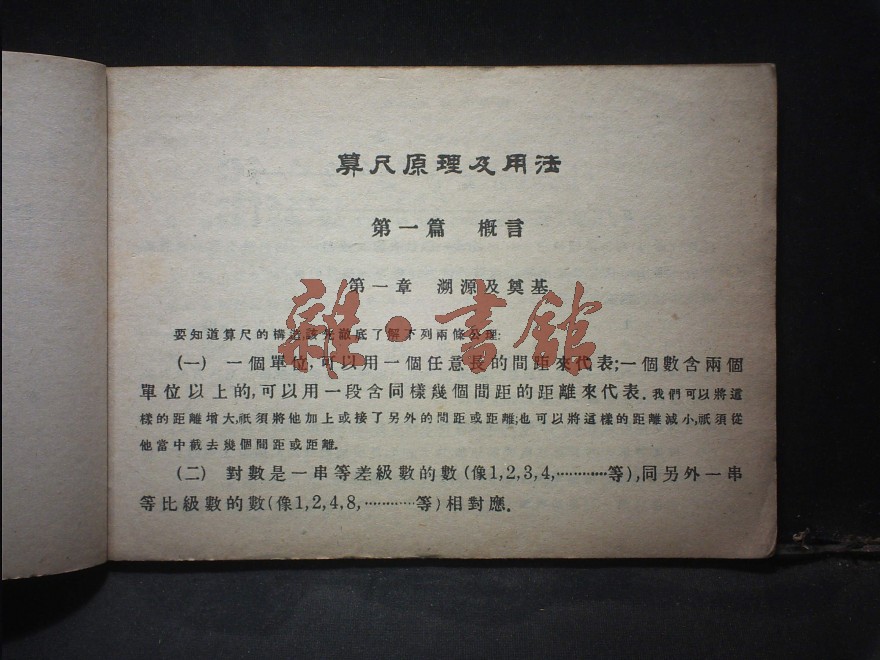 算尺原理及用法
第一篇 概言
第一章 溯源及奠基
要知道算尺的構造,該先澈底了解下列兩條公理:
(一) 一個單位,可以用一個任意長的間距來代表;一個數含兩個
單位以上的,可以用一段含同樣幾個間距的距離來代表.我們可以將這
樣的距離增大,祇須將他加上或接了另外的間距或距離;也可以將這樣的距離減小,祇須從
他當中截去幾個間距或距離.
(二) 對數是一串等差級數的數(像1,2,3,4,…………等),同另外一串
等比級數的數(像1,2,4,8,…………等)相對應.
雜·書館